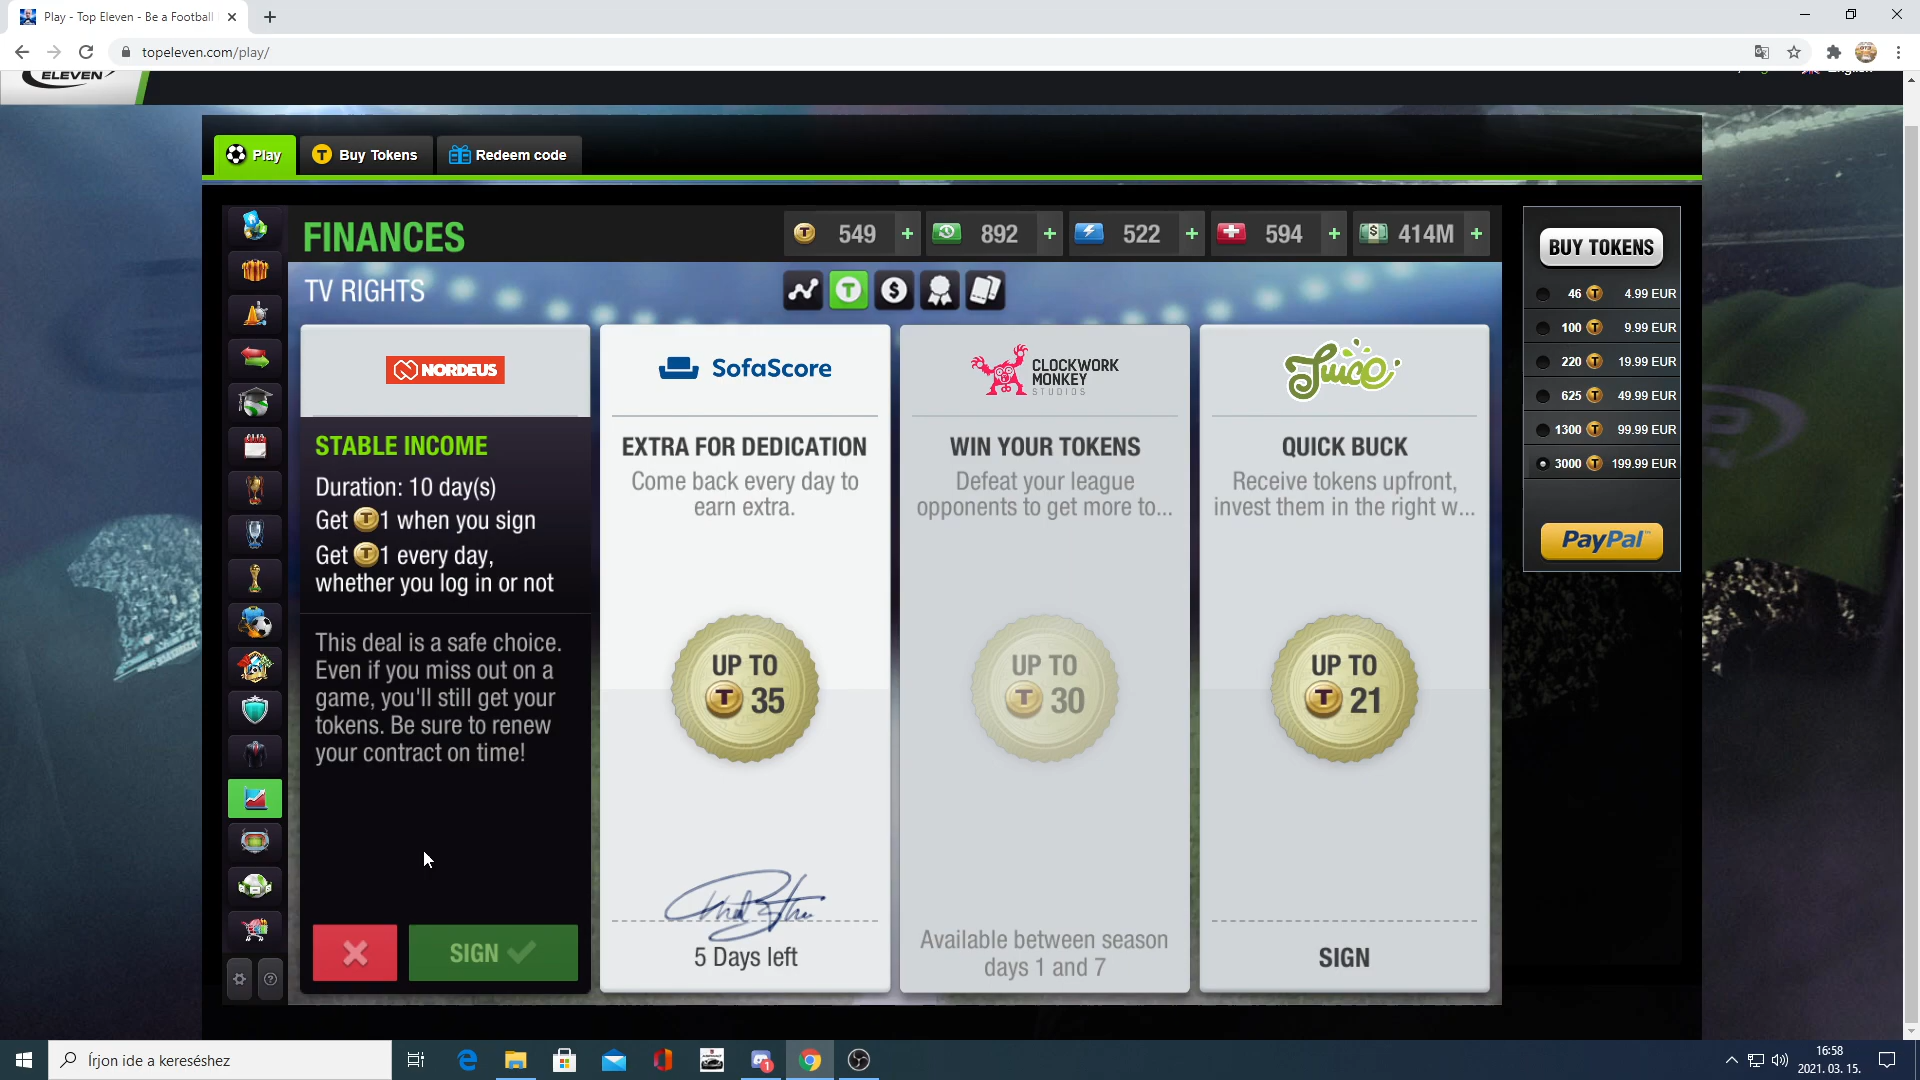 Play - Top Eleven - Be a Football
topeleven.com/play/
ELEVEN
English
Play
Buy Tokens
Redeem code
FINANCES
549 +
892 +
522 +
594 +
414M +
TV RIGHTS
NORDEUS
STABLE INCOME
Duration: 10 day(s)
Get T1 when you sign
Get T1 every day,
whether you log in or not
This deal is a safe choice.
Even if you miss out on a
game, you'll still get your
tokens. Be sure to renew
your contract on time!
SIGN
SofaScore
EXTRA FOR DEDICATION
Come back every day to
earn extra.
UP TO
T 35
5 Days left
CLOCKWORK
MONKEY
STUDIOS
WIN YOUR TOKENS
Defeat your league
opponents to get more to...
UP TO
T 30
Available between season
days 1 and 7
Juice
QUICK BUCK
Receive tokens upfront,
invest them in the right w...
UP TO
T 21
SIGN
BUY TOKENS
46 T 4.99 EUR
100 T 9.99 EUR
220 T 19.99 EUR
625 T 49.99 EUR
1300 T 99.99 EUR
3000 T 199.99 EUR
PayPal
Írjon ide a kereséshez
16:58
2021. 03. 15.